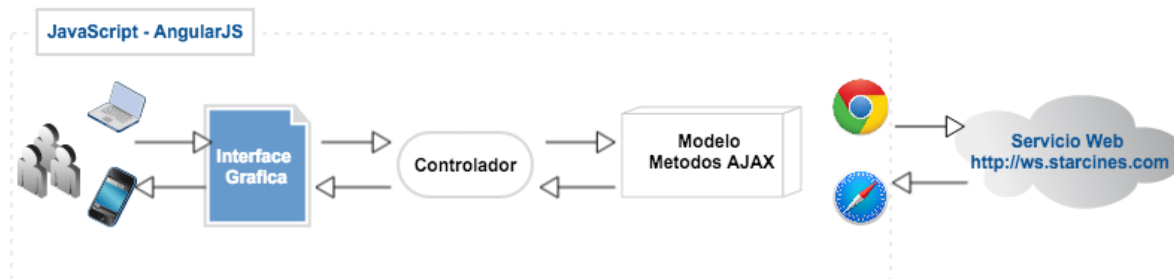 JavaScript - AngularJS
Interface
Grafica
Controlador
Modelo
Metodos AJAX
Servicio Web
http://ws.starcines.com